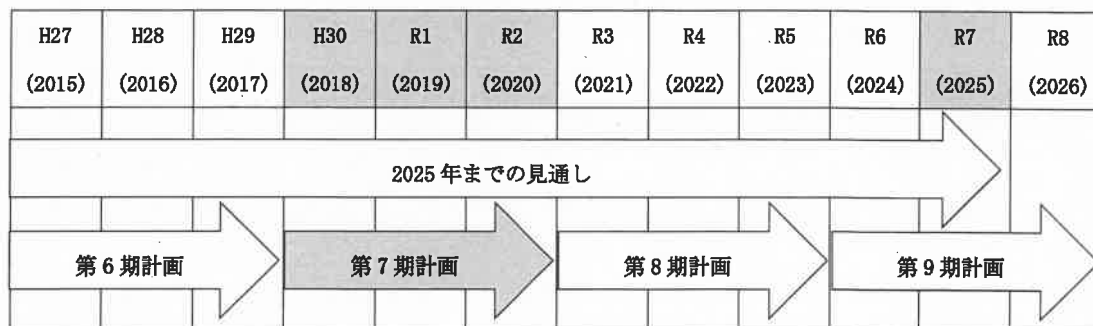 H27 H28 H29 H30 R1 R2 R3 R4 R5 R6 R7 R8
(2015) (2016) (2017) (2018) (2019) (2020) (2021) (2022) (2023) (2024) (2025) (2026)
2025年までの見通し
第6期計画 第7期計画 第8期計画 第9期計画